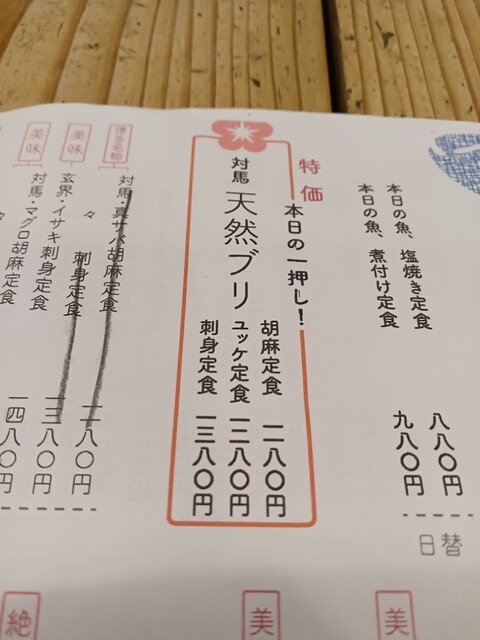 本日の魚、塩焼き定食 八八〇円
本日の魚、煮付け定食 九八〇円
日替
特価
本日の一押し!
対馬 天然ブリ
胡麻定食 一一八〇円
ユッケ定食 一二八〇円
刺身定食 一三八〇円
博多名物
対馬・真サバ胡麻定食 一二八〇円
々 刺身定食 一三八〇円
美味
玄界・イサキ刺身定食 一四八〇円
美味
対馬・マグロ胡麻定食
々
美
美
絶